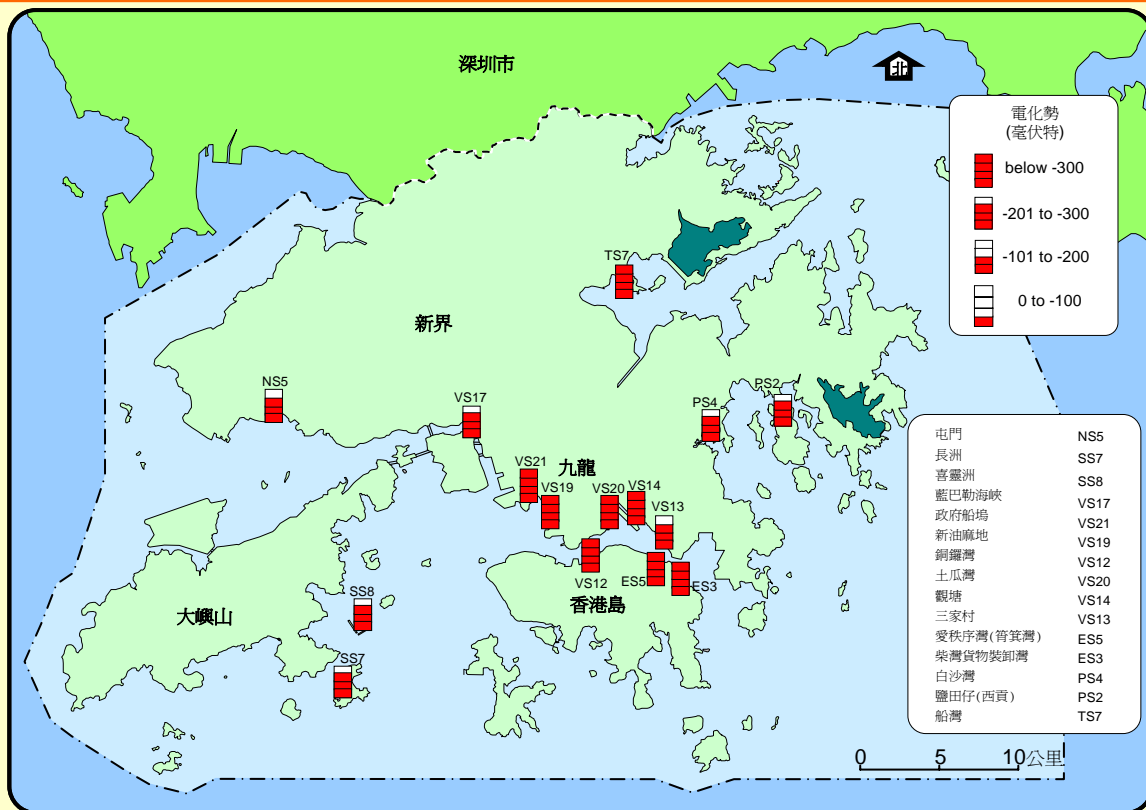 深圳市
北
電化勢
(毫伏特)
below -300
-201 to -300
-101 to -200
0 to -100
TS7
新界
NS5
VS17
PS4
PS2
九龍
VS21
VS19
VS20
VS14
VS13
VS12
ES5
ES3
香港島
大嶼山
SS8
SS7
屯門 NS5
長洲 SS7
喜靈洲 SS8
藍巴勒海峽 VS17
政府船塢 VS21
新油麻地 VS19
銅鑼灣 VS12
土瓜灣 VS20
觀塘 VS14
三家村 VS13
愛秩序灣(筲箕灣) ES5
柴灣貨物裝卸灣 ES3
白沙灣 PS4
鹽田仔(西貢) PS2
船灣 TS7
0 5 10公里